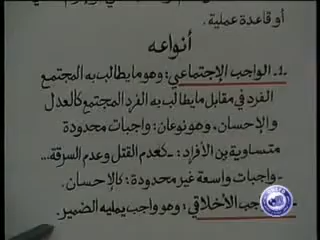 أو قاعدة عملية.
أنواعه
1. الواجب الإجتماعي: وهو ما يطالب به المجتمع
الفرد في مقابل ما يطالب به الفرد المجتمع كالعدل
والإحسان. وهو نوعان: واجبات محدودة
متساوية بين الأفراد: كعدم القتل وعدم السرقة...
- واجبات واسعة غير محدودة: كالإحسان.
الأخلاقي: وهو واجب يمليه الضمير.